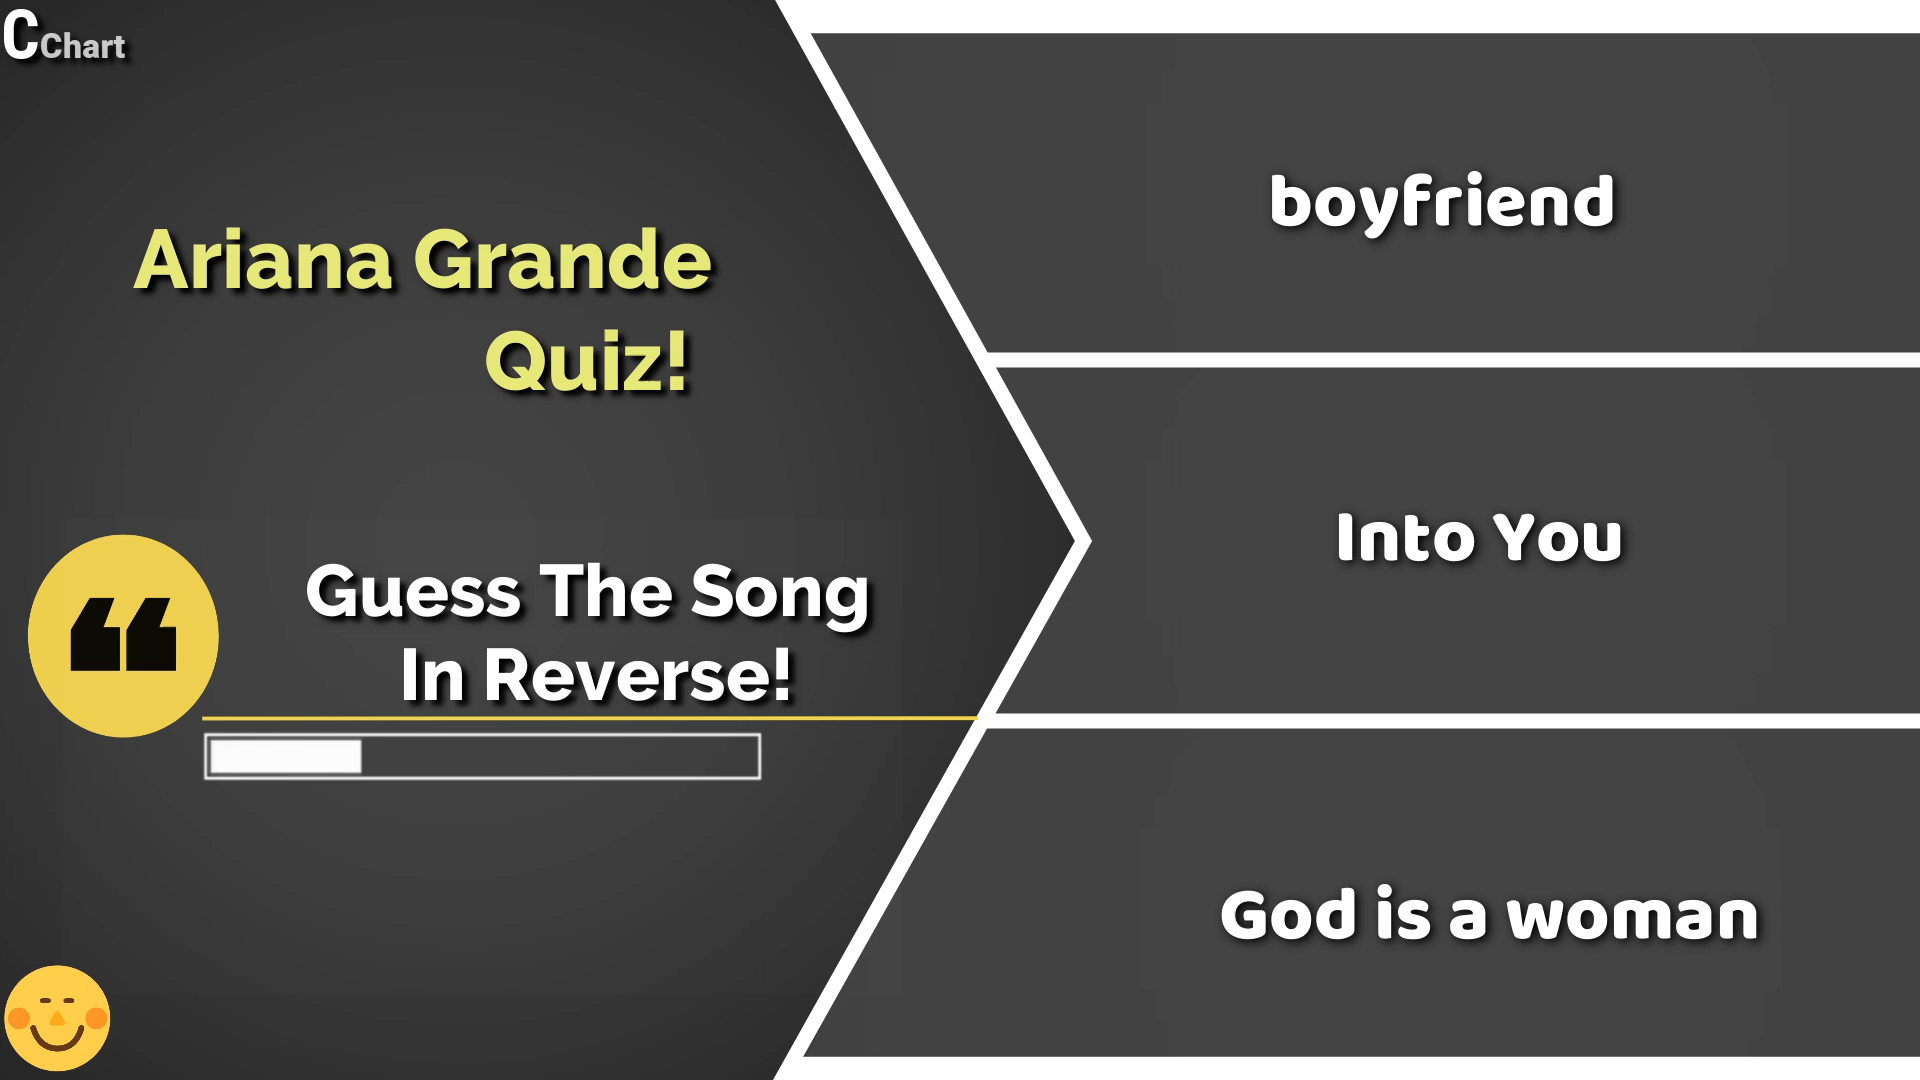 CChart
Ariana Grande
Quiz!
❝
Guess The Song
In Reverse!
boyfriend
Into You
God is a woman